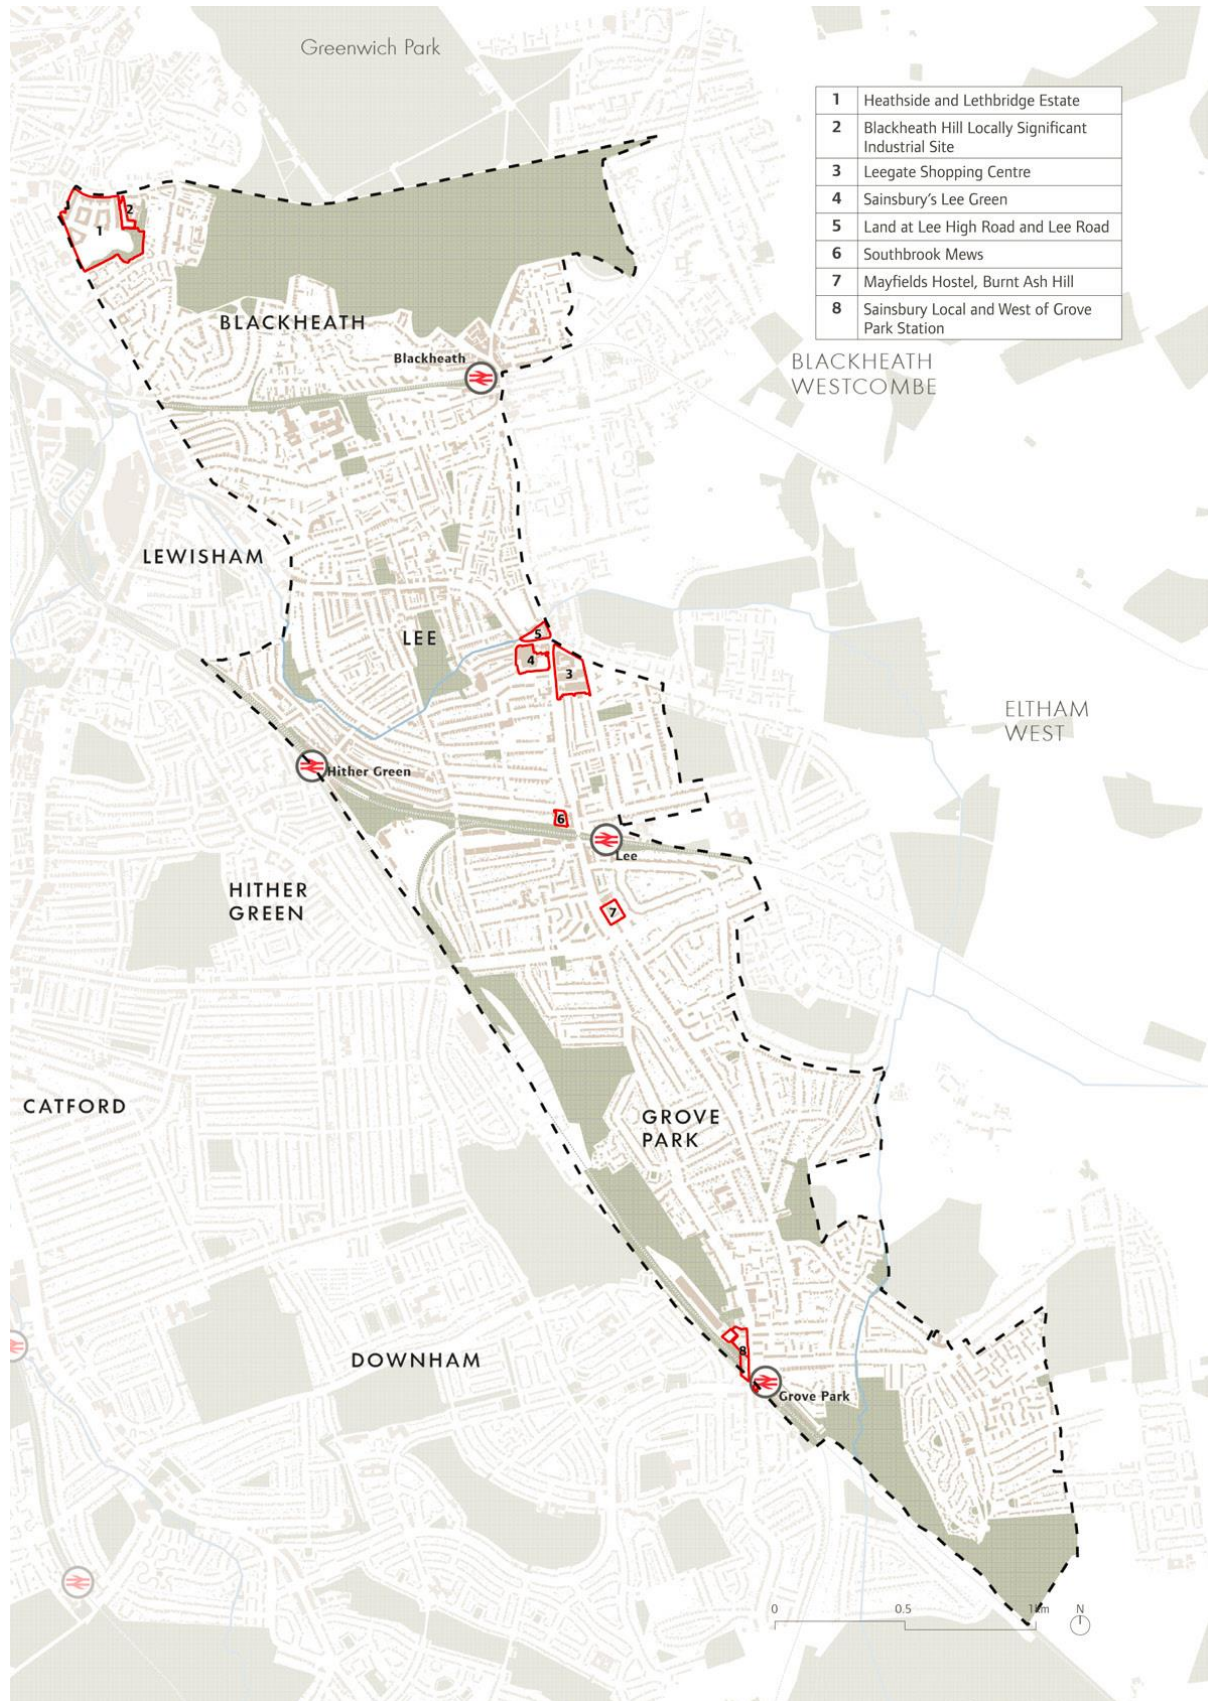 Greenwich Park
1 Heathside and Lethbridge Estate
2 Blackheath Hill Locally Significant
Industrial Site
3 Leegate Shopping Centre
4 Sainsbury's Lee Green
5 Land at Lee High Road and Lee Road
6 Southbrook Mews
7 Mayfields Hostel, Burnt Ash Hill
8 Sainsbury Local and West of Grove
Park Station
2
1
BLACKHEATH
Blackheath
BLACKHEATH
WESTCOMBE
LEWISHAM
LEE
5
4
3
ELTHAM
WEST
Hither Green
6
Lee
HITHER
GREEN
7
CATFORD
GROVE
PARK
8
DOWNHAM
Grove Park
0 0.5 1km N